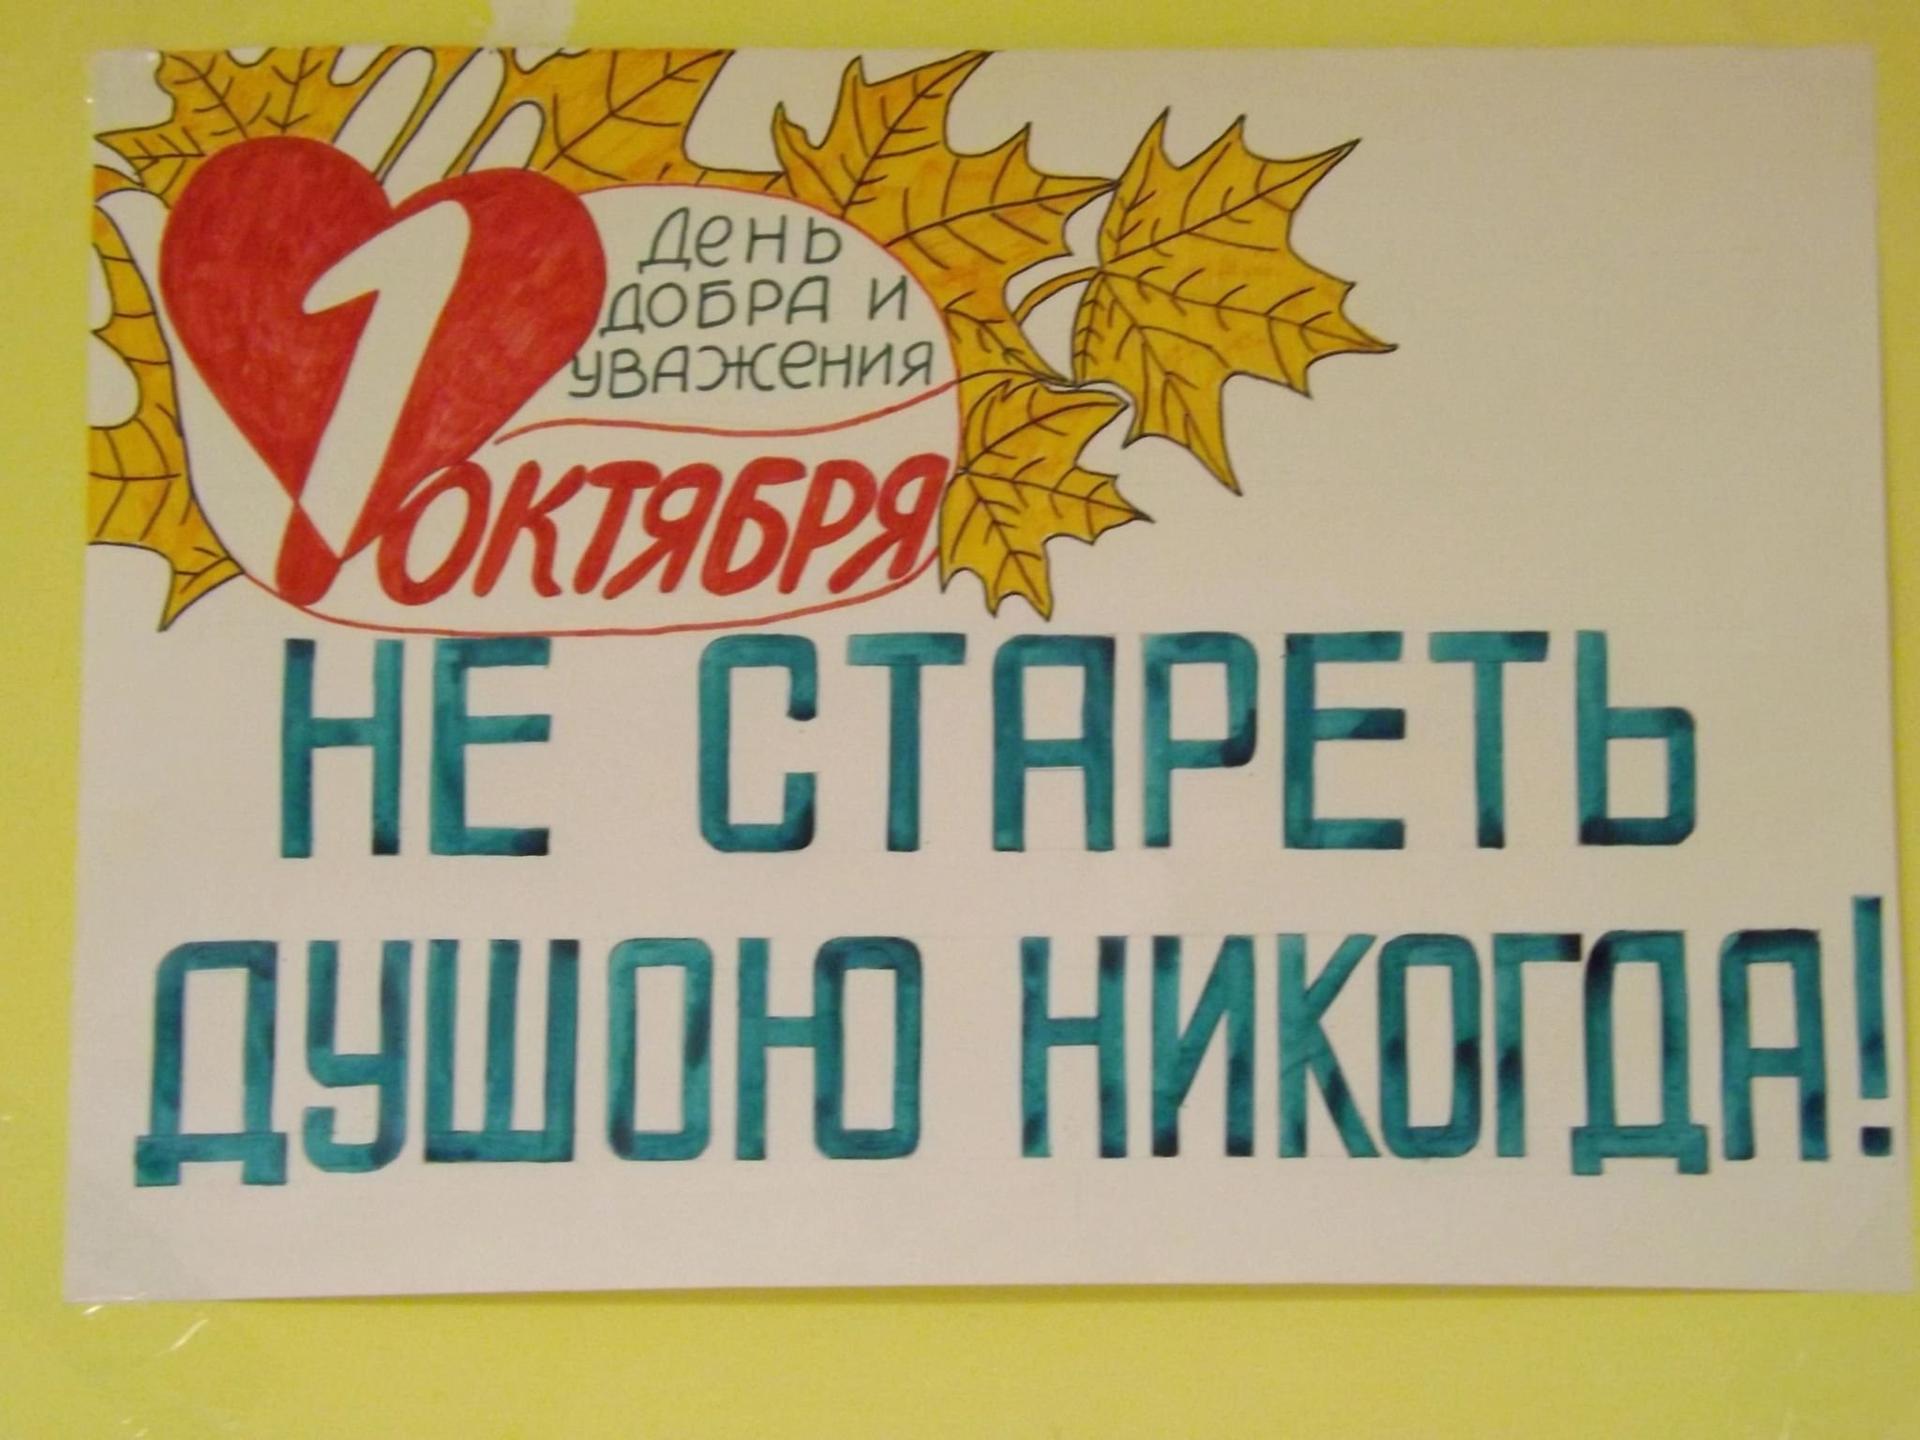 День
добра и
уважения
1 октября
НЕ СТАРЕТЬ
ДУШОЮ НИКОГДА!